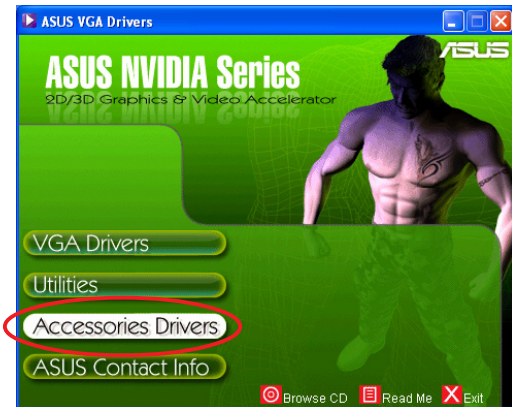 ASUS VGA Drivers
ASUS
ASUS NVIDIA Series
2D/3D Graphics & Video Accelerator
VGA Drivers
Utilities
Accessories Drivers
ASUS Contact Info
Browse CD Read Me Exit